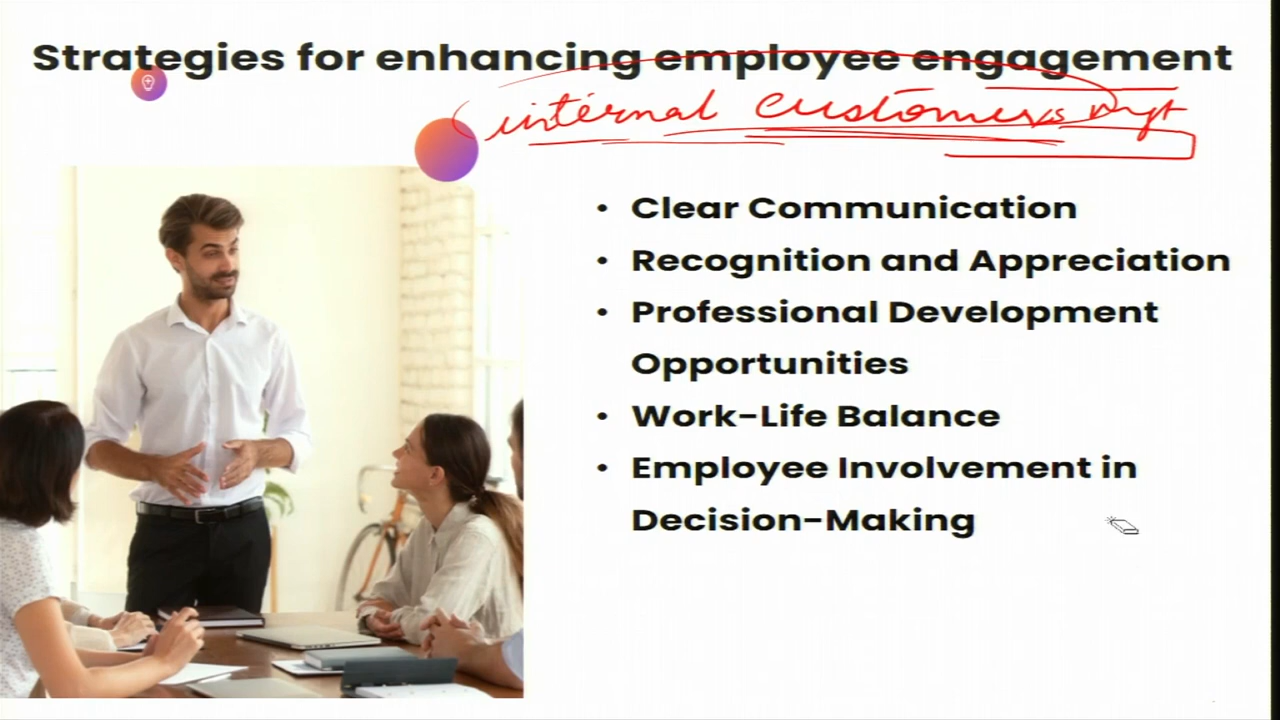 Strategies for enhancing employee engagement
internal customers mgt
• Clear Communication
• Recognition and Appreciation
• Professional Development
Opportunities
• Work-Life Balance
• Employee Involvement in
Decision-Making